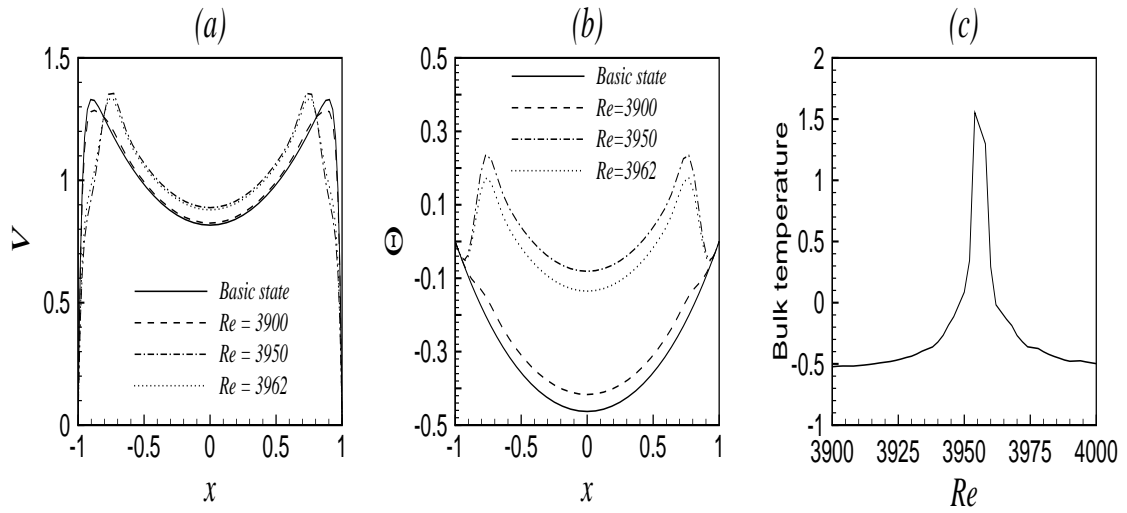 (a)
1.5
1
0.5
0
-1
-0.5
0
0.5
1
V
x
Basic state
Re = 3900
Re = 3950
Re = 3962
(b)
0.5
0.3
0.1
-0.1
-0.3
-0.5
-1
-0.5
0
0.5
1
Θ
x
Basic state
Re=3900
Re=3950
Re=3962
(c)
2
1.5
1
0.5
0
-0.5
-1
3900
3925
3950
3975
4000
Bulk temperature
Re